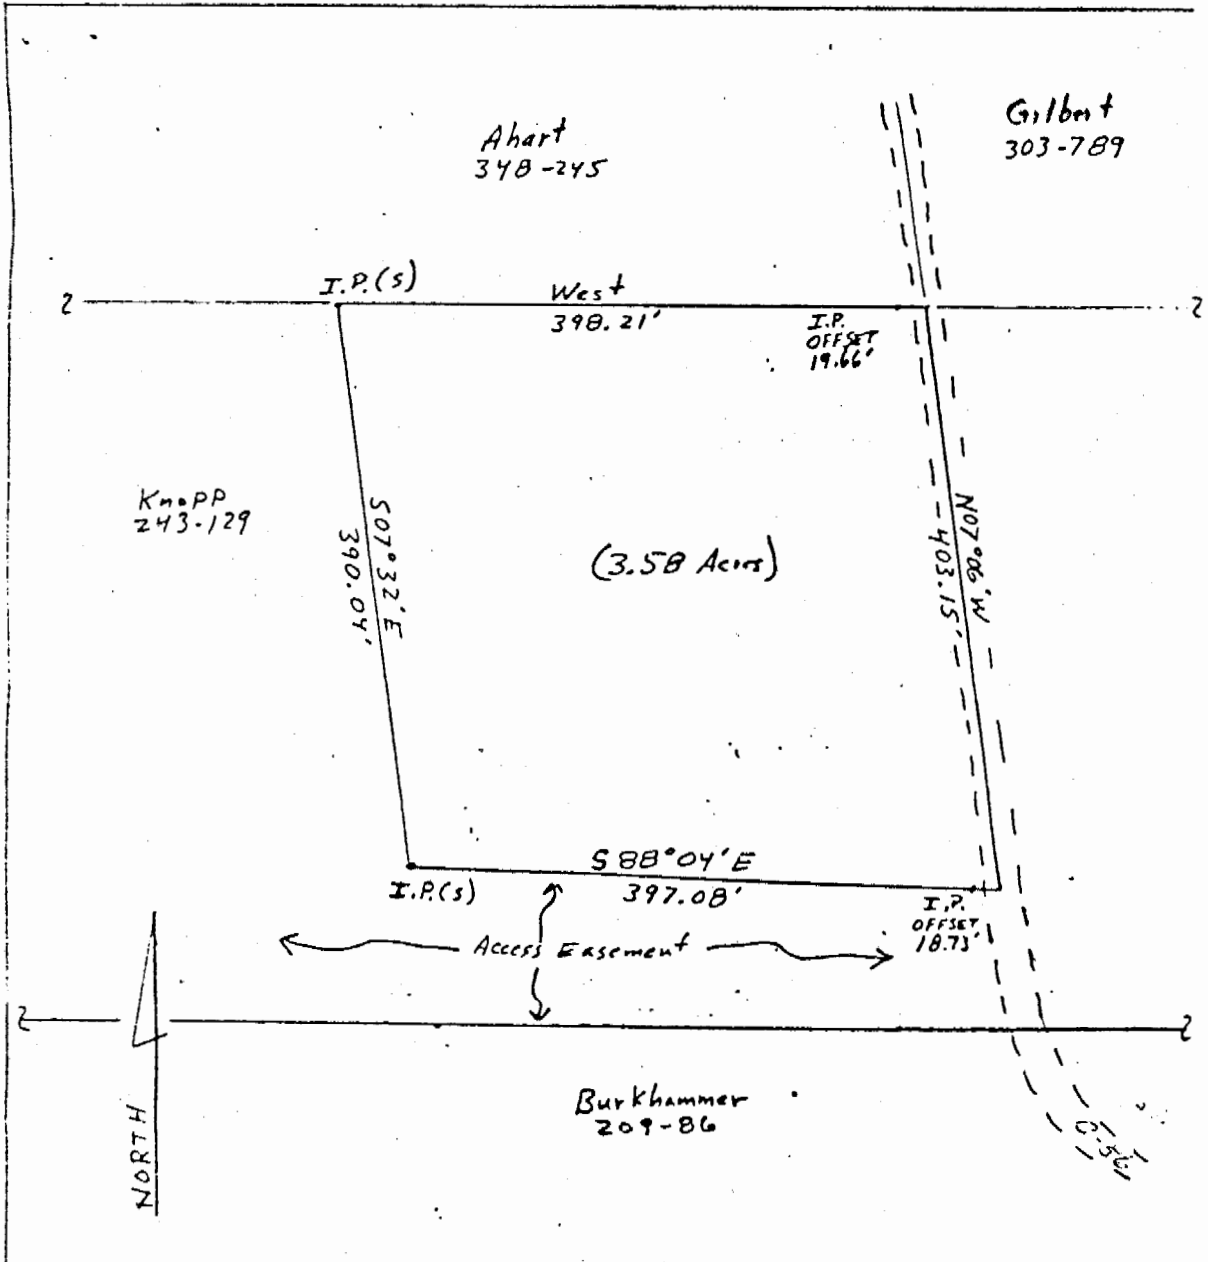 Ahart
348-245
Gilbert
303-789
I.P.(s)
West
398.21'
I.P.
OFFSET
19.66'
Knopp
243-129
S07°32'E
390.04'
(3.58 Acres)
N07°06'W
403.15'
S88°04'E
397.08'
I.P.(s)
I.P.
OFFSET
18.73'
Access Easement
NORTH
Burkhammer
209-86